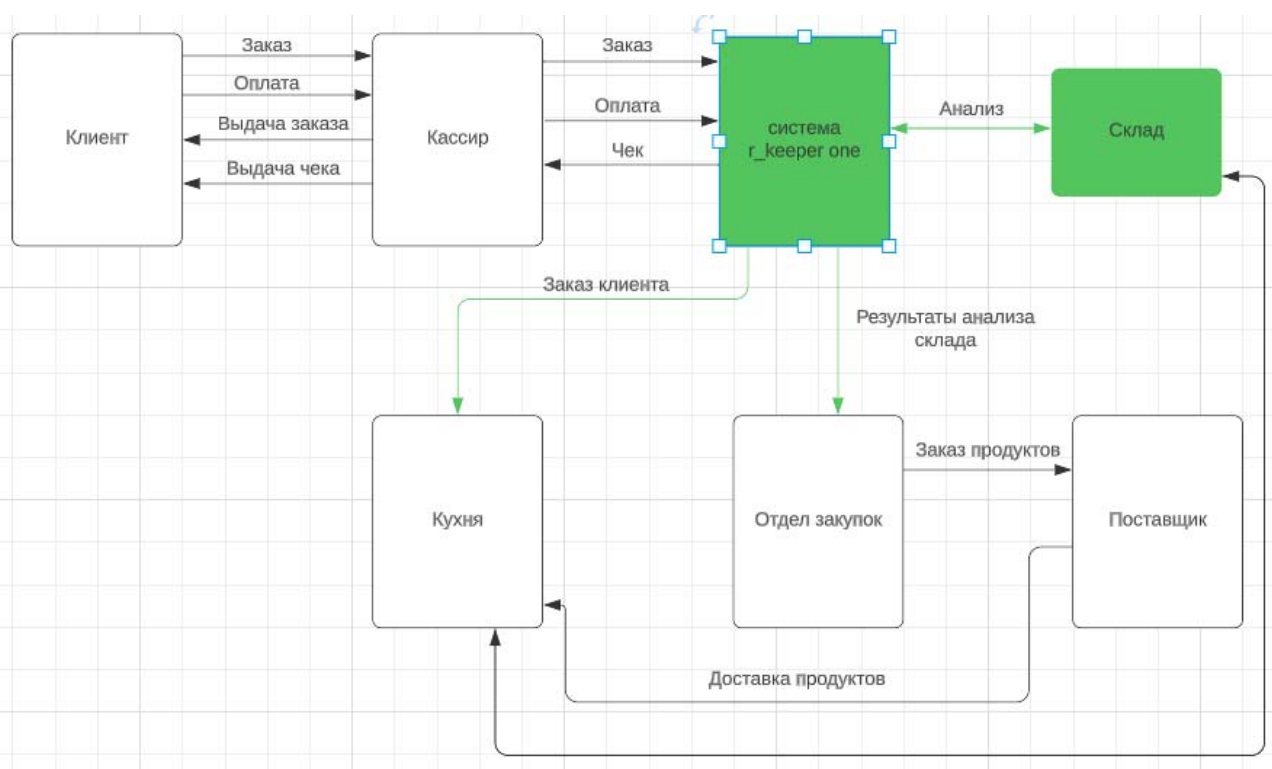 Заказ
Оплата
Выдача заказа
Выдача чека
Клиент
Кассир
Заказ
Оплата
Чек
система
r_keeper one
Анализ
Склад
Заказ клиента
Результаты анализа
склада
Кухня
Отдел закупок
Заказ продуктов
Поставщик
Доставка продуктов